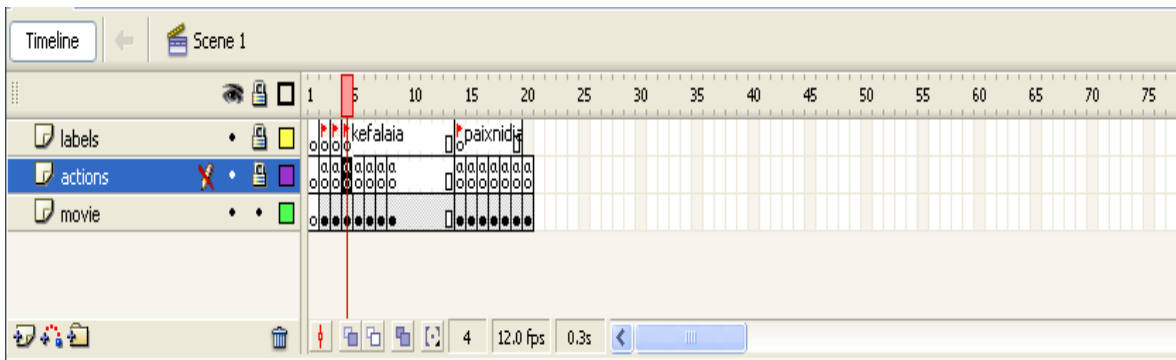 Timeline Scene 1
1 5 10 15 20 25 30 35 40 45 50 55 60 65 70 75
labels kefalaia paixnidia
actions a a a a a a a a a a a a a a
movie
4 12.0 fps 0.3s